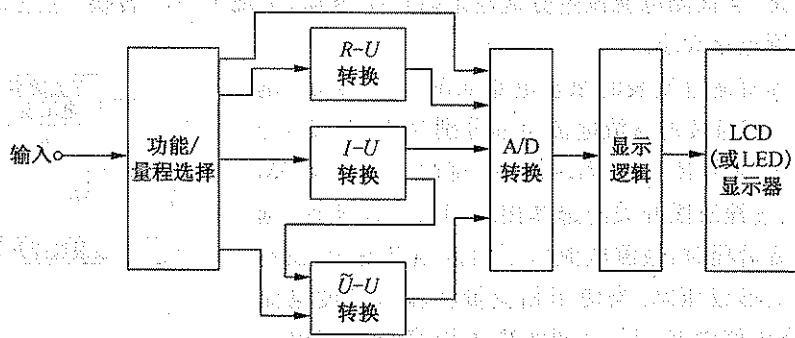 输入
功能/
量程选择
R-U
转换
I-U
转换
Ũ-U
转换
A/D
转换
显示
逻辑
LCD
(或LED)
显示器